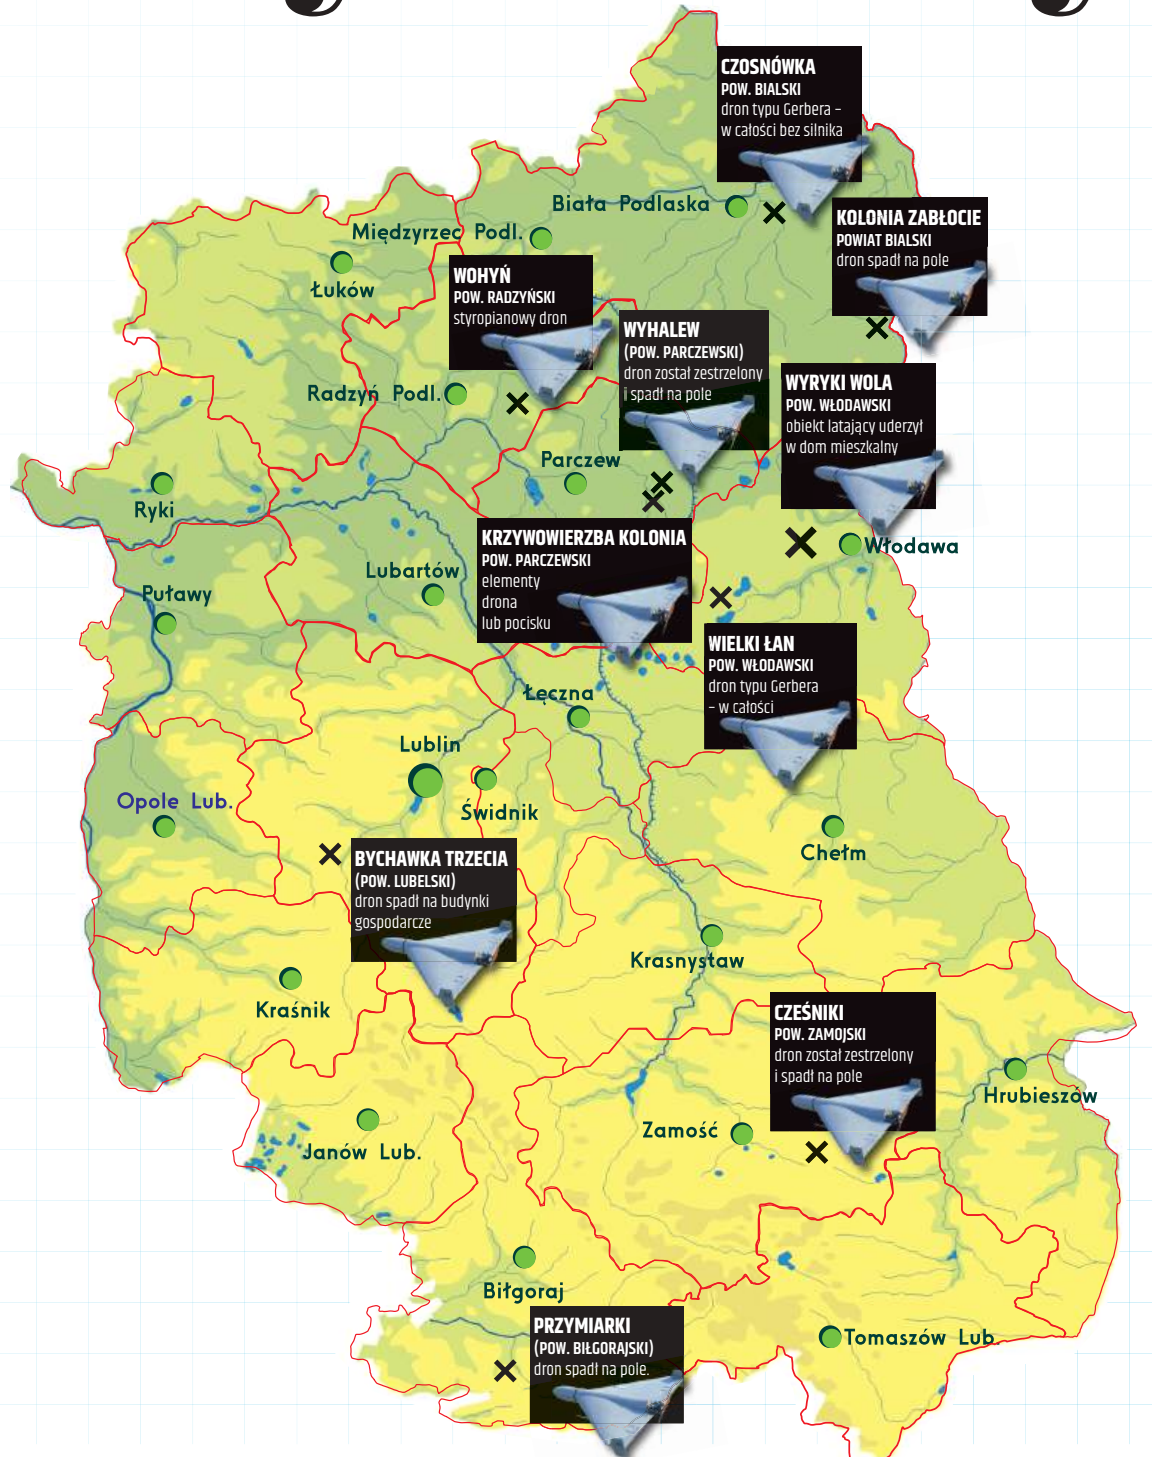 CZOSNÓWKA
POW. BIALSKI
dron typu Gerbera –
w całości bez silnika
Biała Podlaska
KOLONIA ZABŁOCIE
POWIAT BIALSKI
dron spadł na pole
Międzyrzec Podl.
Łuków
WOHYŃ
POW. RADZYŃSKI
styropianowy dron
WYHALEW
(POW. PARCZEWSKI)
dron został zestrzelony
i spadł na pole
WYRYKI WOLA
POW. WŁODAWSKI
obiekt latający uderzył
w dom mieszkalny
Radzyń Podl.
Parczew
Ryki
KRZYWOWIERZBA KOLONIA
POW. PARCZEWSKI
elementy
drona
lub pocisku
Włodawa
Lubartów
Puławy
WIELKI ŁAN
POW. WŁODAWSKI
dron typu Gerbera
– w całości
Łęczna
Lublin
Świdnik
Opole Lub.
Chełm
BYCHAWKA TRZECIA
(POW. LUBELSKI)
dron spadł na budynki
gospodarcze
Krasnystaw
Kraśnik
CZEŚNIKI
POW. ZAMOJSKI
dron został zestrzelony
i spadł na pole
Hrubieszów
Zamość
Janów Lub.
Biłgoraj
PRZYMIARKI
(POW. BIŁGORAJSKI)
dron spadł na pole.
Tomaszów Lub.